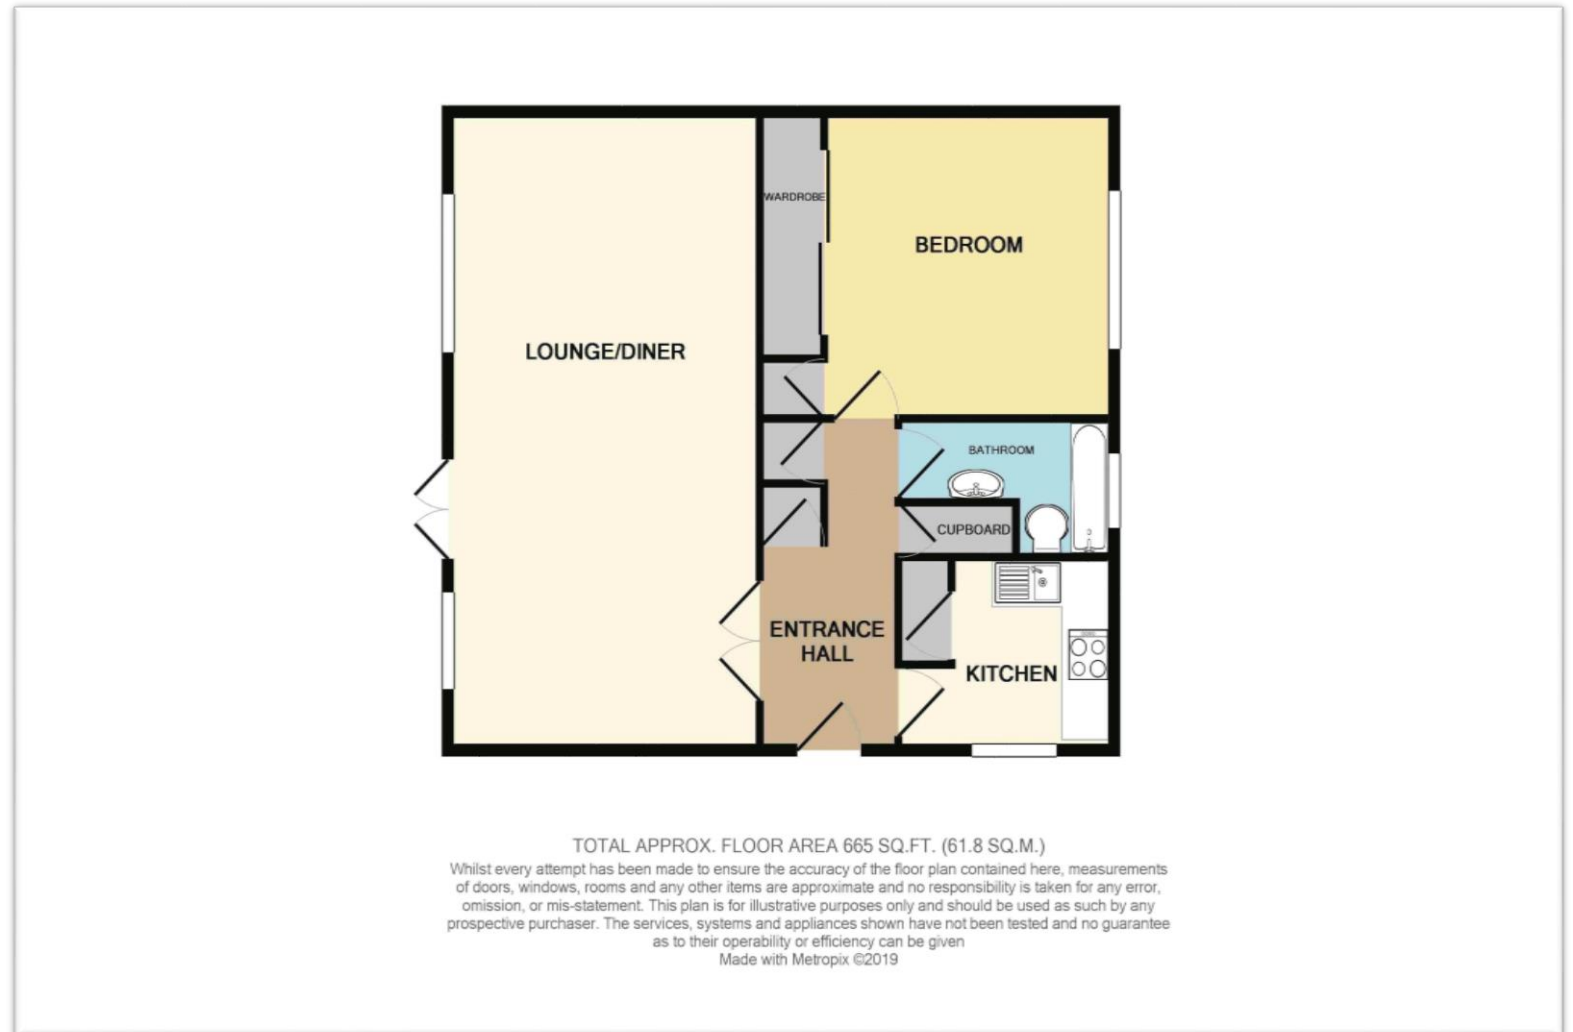 WARDROBE
BEDROOM
LOUNGE/DINER
BATHROOM
CUPBOARD
ENTRANCE
HALL
KITCHEN
TOTAL APPROX. FLOOR AREA 665 SQ.FT. (61.8 SQ.M.)
Whilst every attempt has been made to ensure the accuracy of the floor plan contained here, measurements
of doors, windows, rooms and any other items are approximate and no responsibility is taken for any error,
omission, or mis-statement. This plan is for illustrative purposes only and should be used as such by any
prospective purchaser. The services, systems and appliances shown have not been tested and no guarantee
as to their operability or efficiency can be given
Made with Metropix ©2019